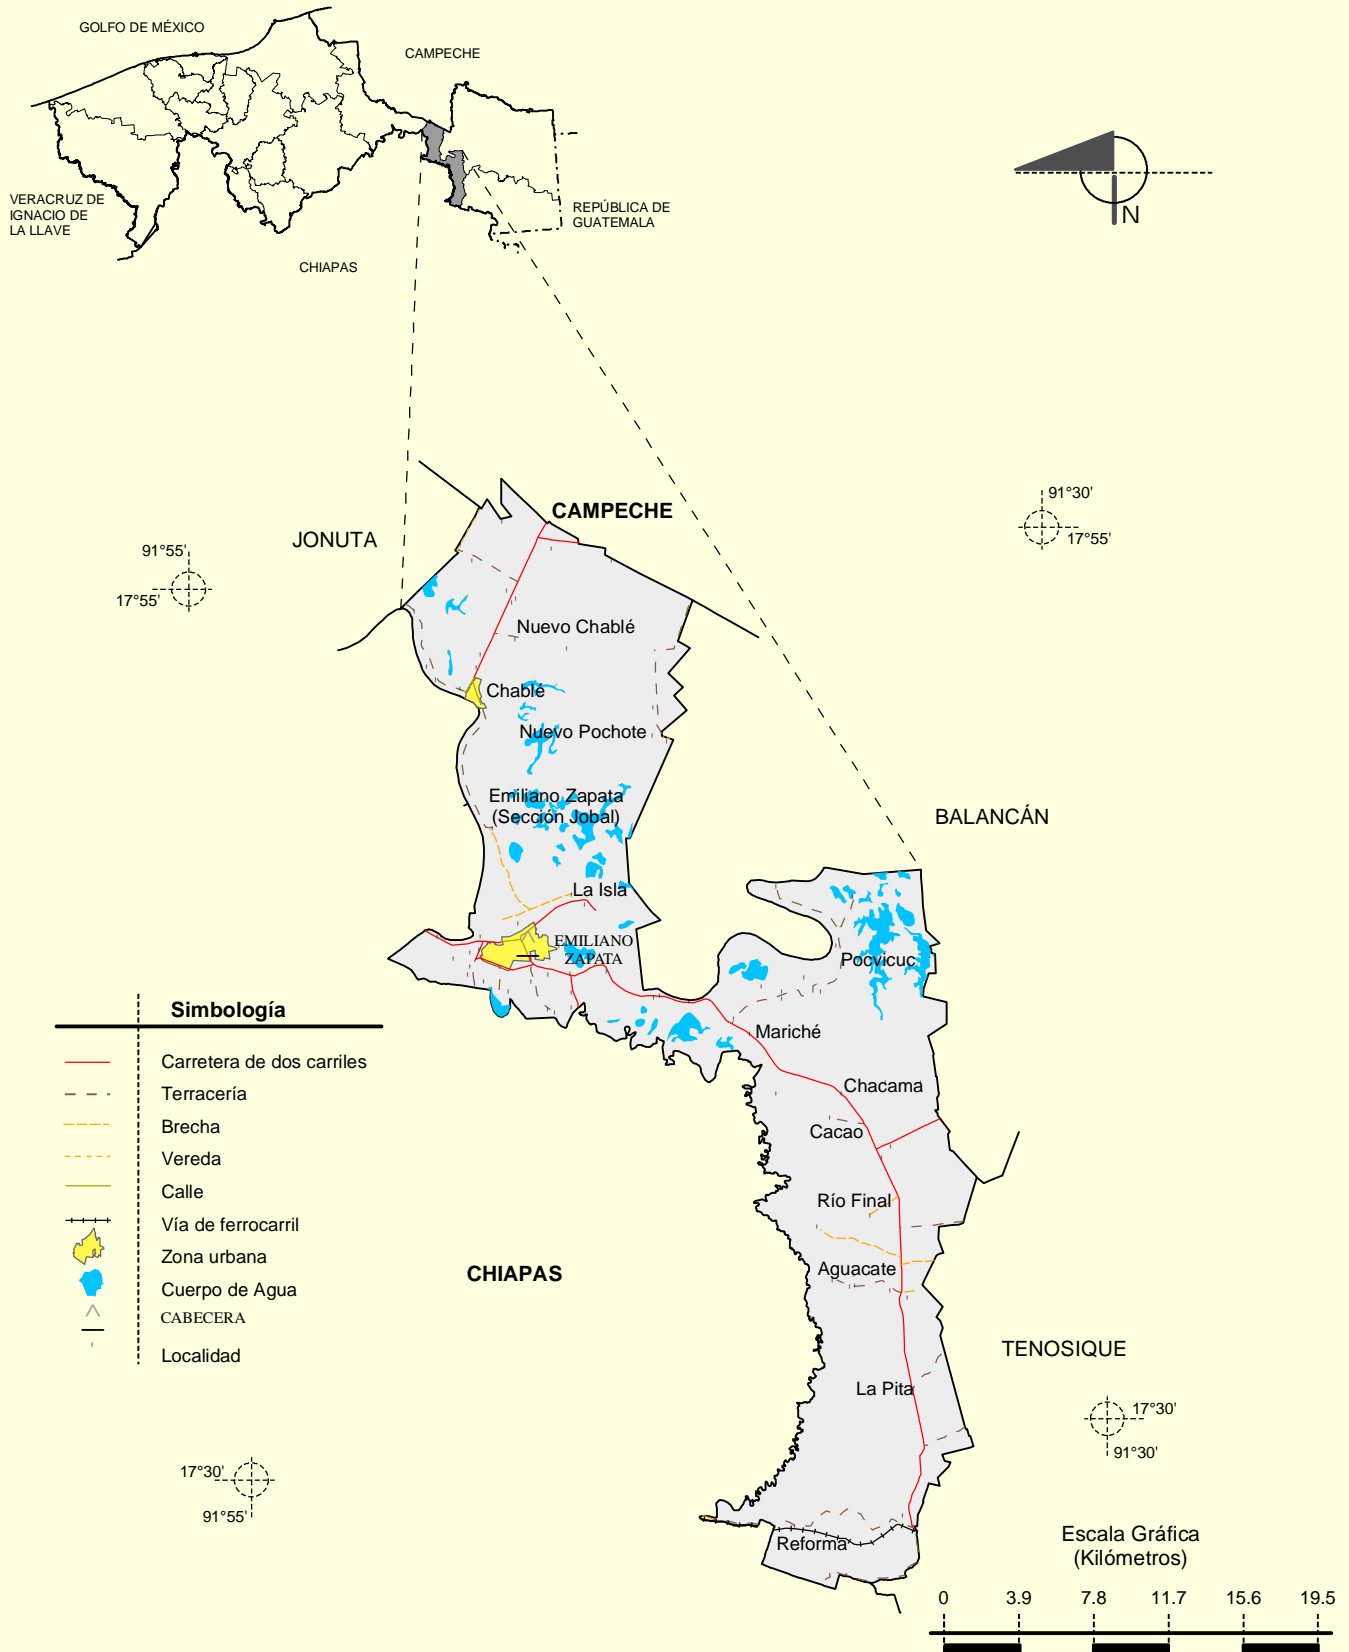 GOLFO DE MÉXICO
CAMPECHE
VERACRUZ DE
IGNACIO DE
LA LLAVE
REPÚBLICA DE
GUATEMALA
CHIAPAS
N
CAMPECHE
JONUTA
91°55'
17°55'
91°30'
17°55'
Nuevo Chablé
Chablé
Nuevo Pochote
Emiliano Zapata
(Sección Jobal)
BALANCÁN
La Isla
EMILIANO
ZAPATA
Pocvicuc
Mariché
Chacama
Cacao
Río Final
Aguacate
CHIAPAS
TENOSIQUE
La Pita
Reforma
Simbología
Carretera de dos carriles
Terracería
Brecha
Vereda
Calle
Vía de ferrocarril
Zona urbana
Cuerpo de Agua
CABECERA
Localidad
17°30'
91°30'
17°30'
91°55'
Escala Gráfica
(Kilómetros)
0 3.9 7.8 11.7 15.6 19.5